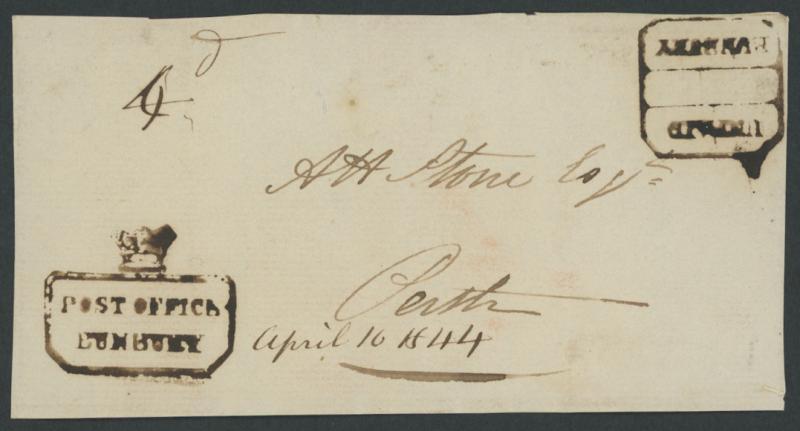 4d
A H Stone Esqr
Perth
April 16 1844
POST OFFICE
BUNBURY